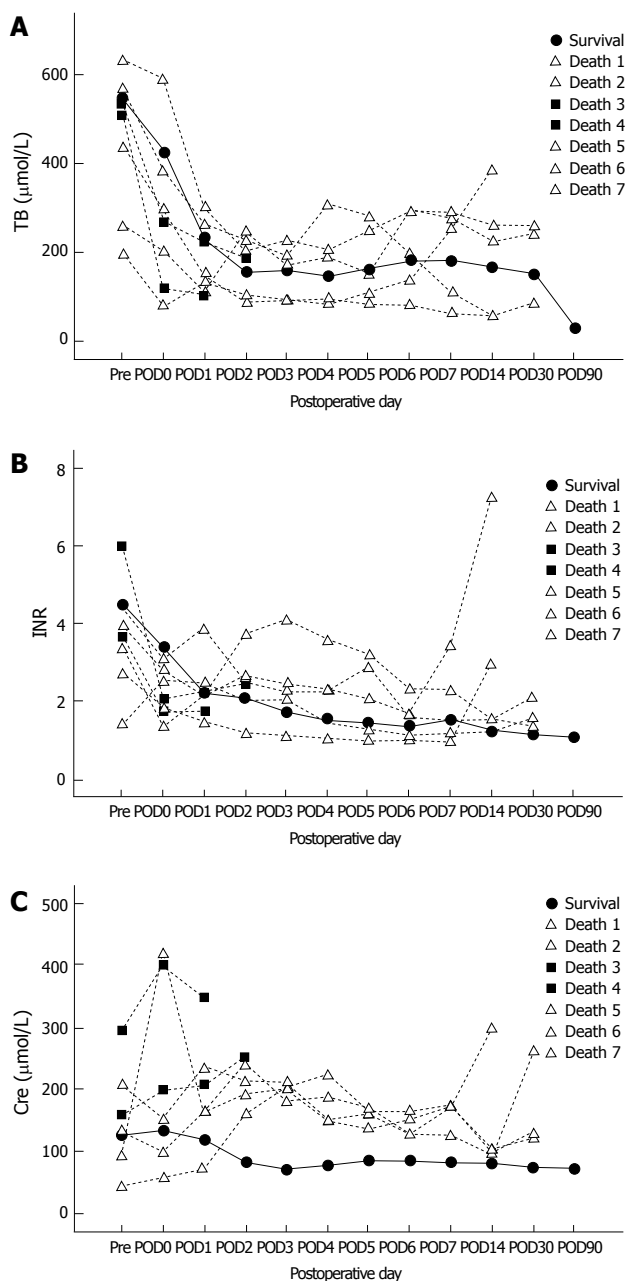 A
600
400
200
0
TB (μmol/L)
Survival
Death 1
Death 2
Death 3
Death 4
Death 5
Death 6
Death 7
Pre POD0 POD1 POD2 POD3 POD4 POD5 POD6 POD7 POD14 POD30 POD90
Postoperative day
B
8
6
4
2
0
INR
Survival
Death 1
Death 2
Death 3
Death 4
Death 5
Death 6
Death 7
Pre POD0 POD1 POD2 POD3 POD4 POD5 POD6 POD7 POD14 POD30 POD90
Postoperative day
C
500
400
300
200
100
0
Cre (μmol/L)
Survival
Death 1
Death 2
Death 3
Death 4
Death 5
Death 6
Death 7
Pre POD0 POD1 POD2 POD3 POD4 POD5 POD6 POD7 POD14 POD30 POD90
Postoperative day